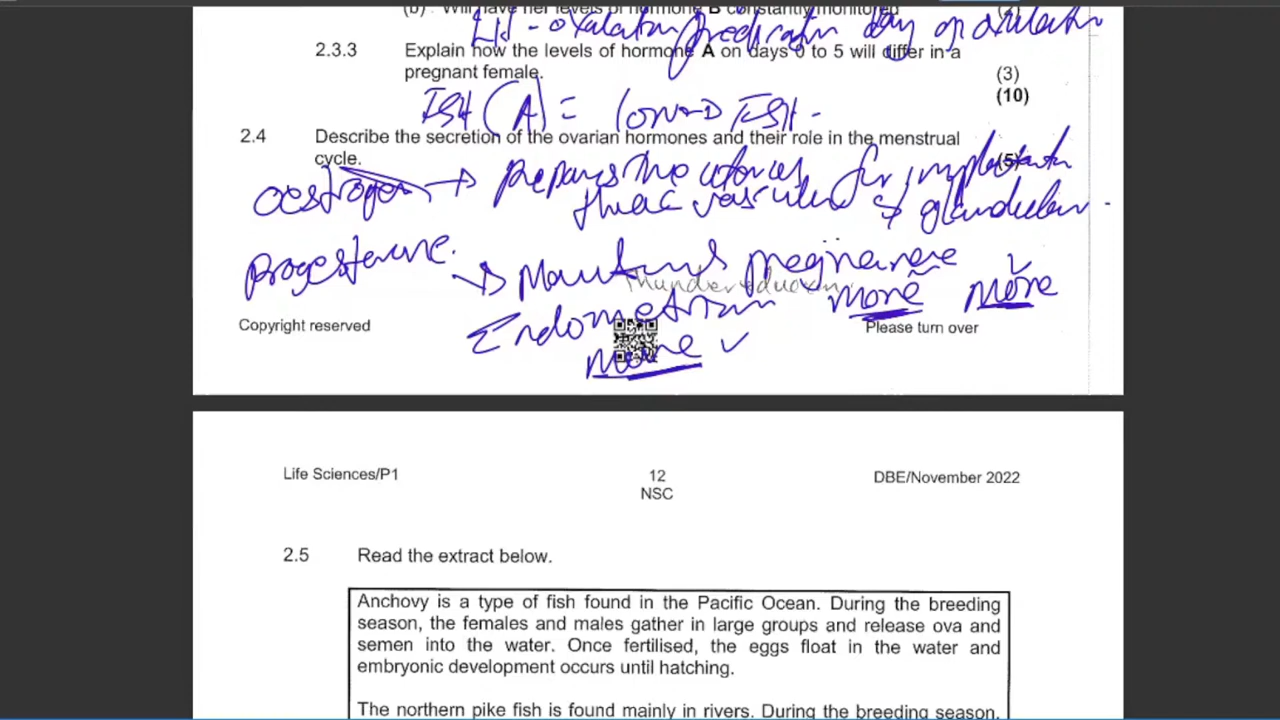 (b) Will have her levels of hormone B constantly monitored
LH - ovulation prediction day of ovulation
2.3.3 Explain how the levels of hormone A on days 0 to 5 will differ in a
pregnant female. (3)
(10)
FSH (A) = FSH -
2.4 Describe the secretion of the ovarian hormones and their role in the menstrual
cycle. (5)
oestrogen → prepares the uterus for implantation
thick vascular & glandular.
progesterone. → Maintains pregnancy
Endometrium more more
more
Copyright reserved Please turn over
Life Sciences/P1 12 DBE/November 2022
NSC
2.5 Read the extract below.
Anchovy is a type of fish found in the Pacific Ocean. During the breeding
season, the females and males gather in large groups and release ova and
semen into the water. Once fertilised, the eggs float in the water and
embryonic development occurs until hatching.
The northern pike fish is found mainly in rivers. During the breeding season,